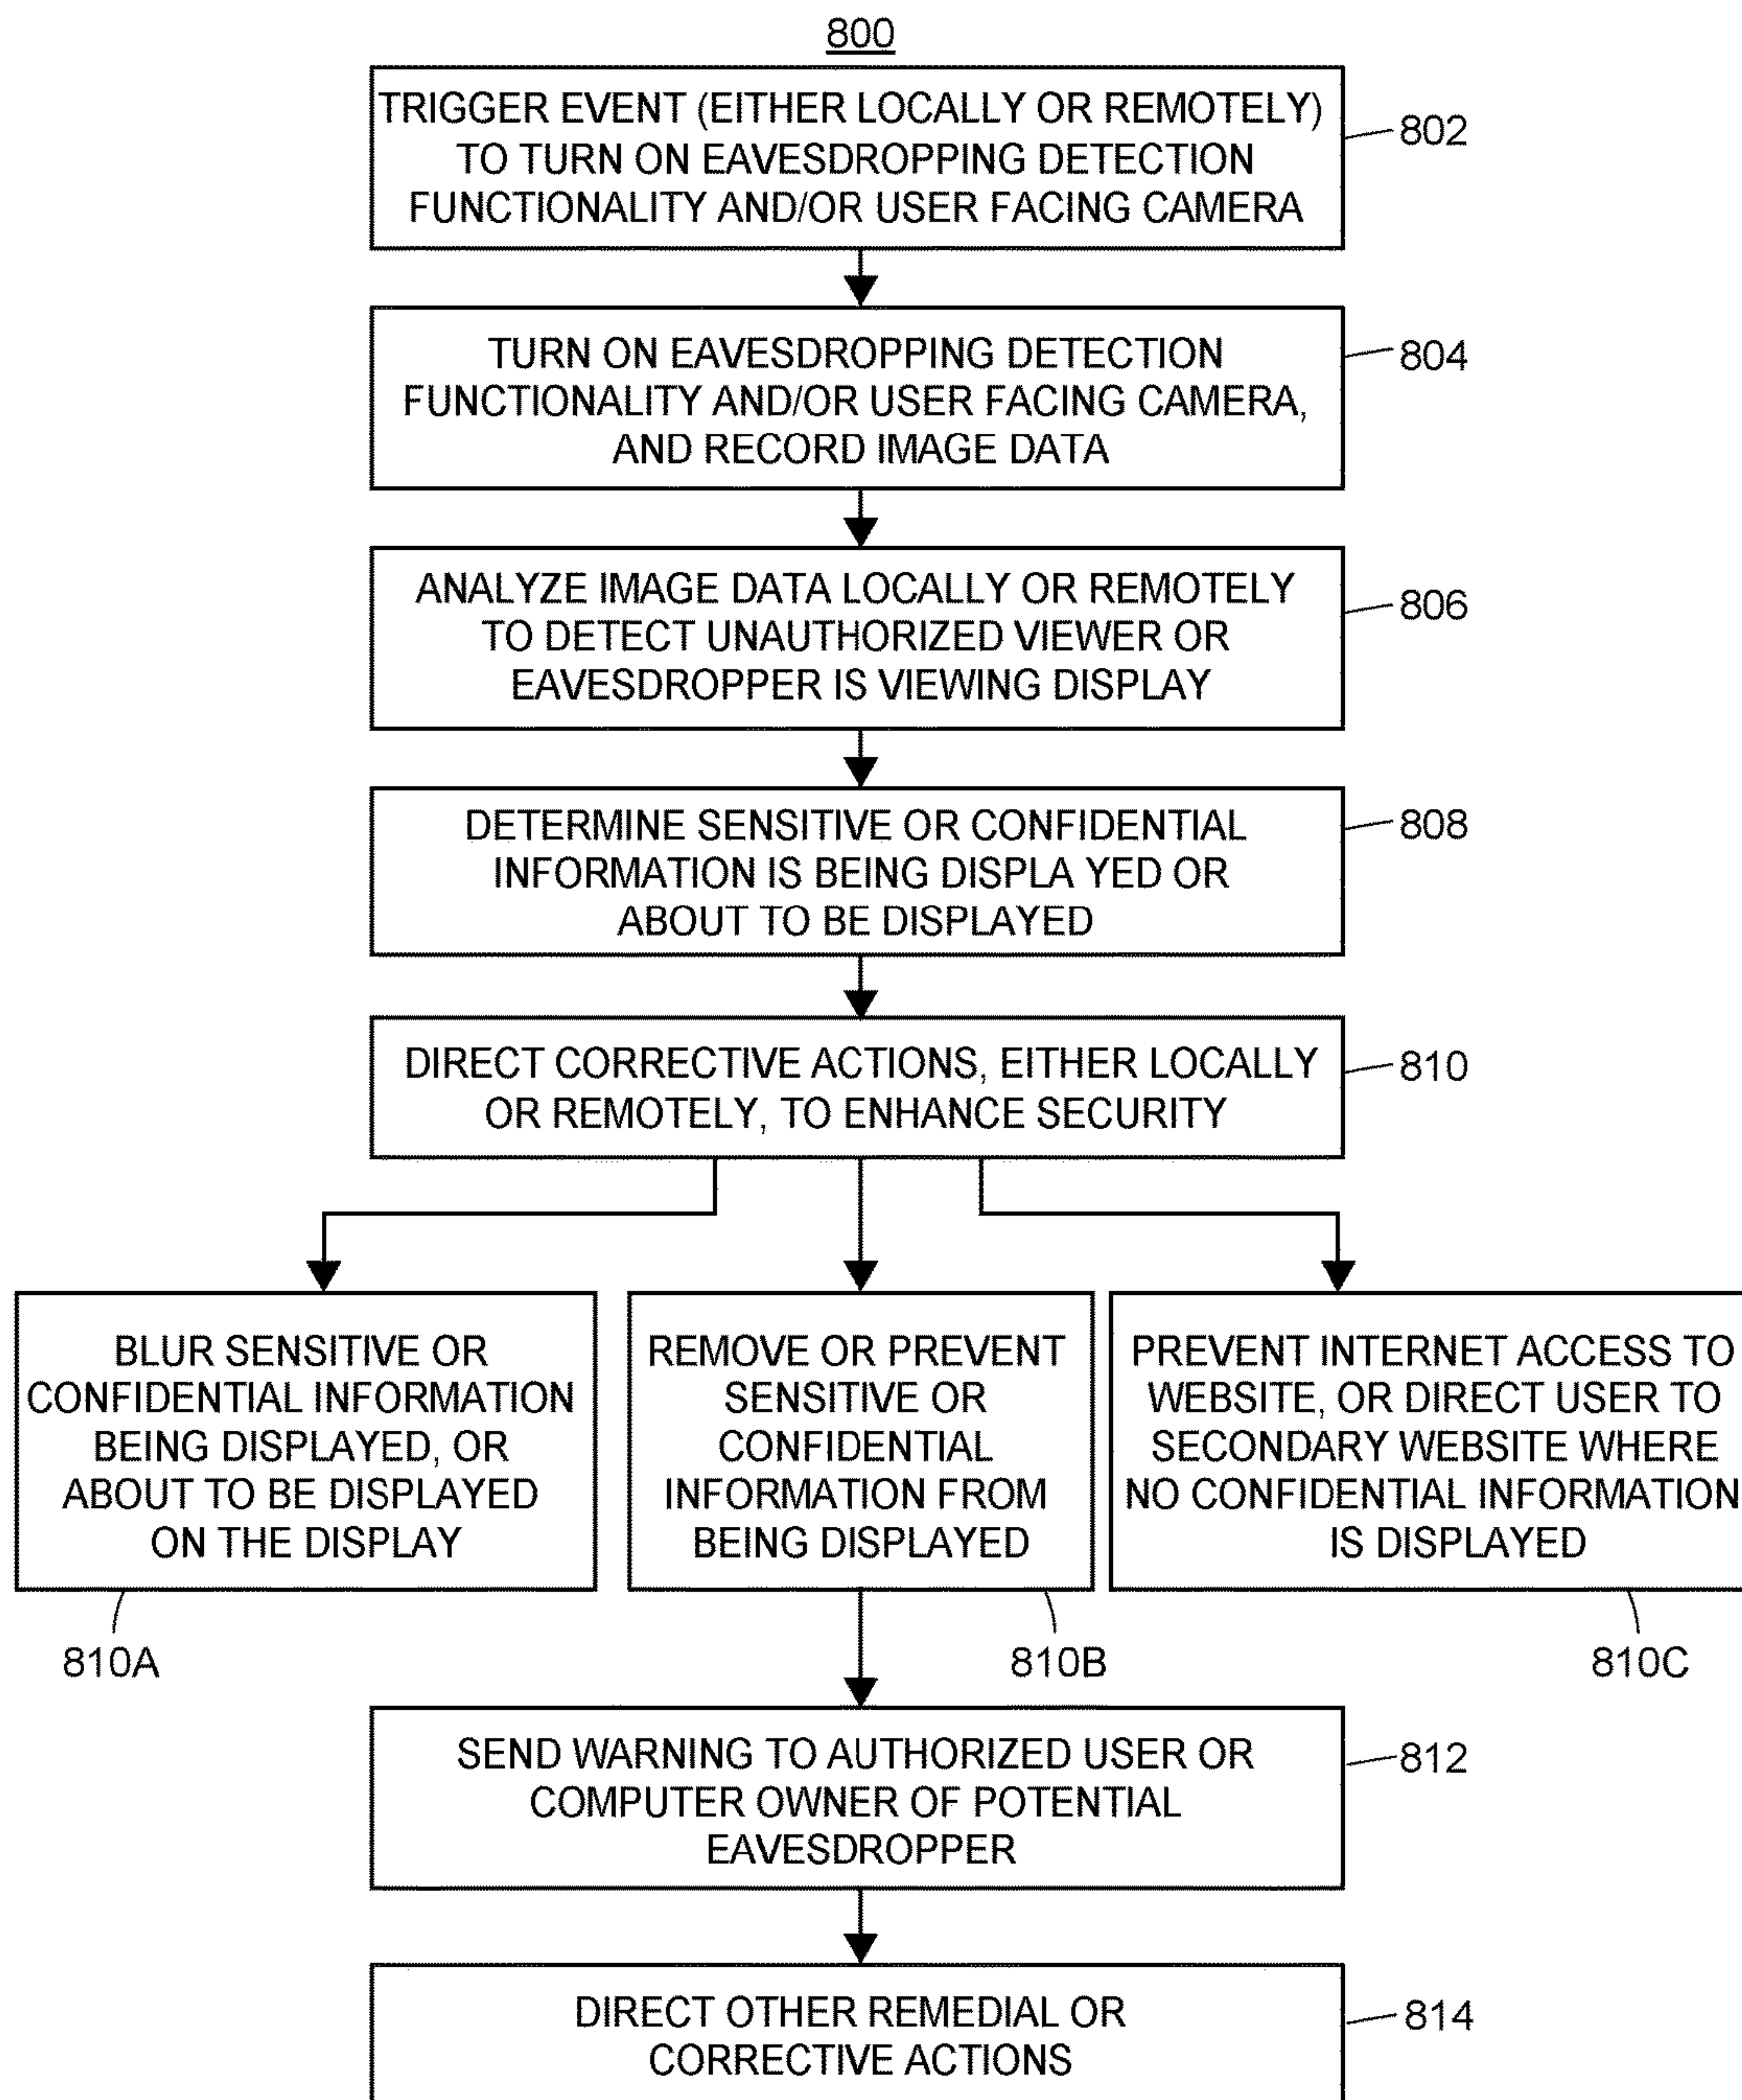 800
TRIGGER EVENT (EITHER LOCALLY OR REMOTELY)
TO TURN ON EAVESDROPPING DETECTION
FUNCTIONALITY AND/OR USER FACING CAMERA
802
TURN ON EAVESDROPPING DETECTION
FUNCTIONALITY AND/OR USER FACING CAMERA,
AND RECORD IMAGE DATA
804
ANALYZE IMAGE DATA LOCALLY OR REMOTELY
TO DETECT UNAUTHORIZED VIEWER OR
EAVESDROPPER IS VIEWING DISPLAY
806
DETERMINE SENSITIVE OR CONFIDENTIAL
INFORMATION IS BEING DISPLA YED OR
ABOUT TO BE DISPLAYED
808
DIRECT CORRECTIVE ACTIONS, EITHER LOCALLY
OR REMOTELY, TO ENHANCE SECURITY
810
BLUR SENSITIVE OR
CONFIDENTIAL INFORMATION
BEING DISPLAYED, OR
ABOUT TO BE DISPLAYED
ON THE DISPLAY
810A
REMOVE OR PREVENT
SENSITIVE OR
CONFIDENTIAL
INFORMATION FROM
BEING DISPLAYED
810B
PREVENT INTERNET ACCESS TO
WEBSITE, OR DIRECT USER TO
SECONDARY WEBSITE WHERE
NO CONFIDENTIAL INFORMATION
IS DISPLAYED
810C
SEND WARNING TO AUTHORIZED USER OR
COMPUTER OWNER OF POTENTIAL
EAVESDROPPER
812
DIRECT OTHER REMEDIAL OR
CORRECTIVE ACTIONS
814